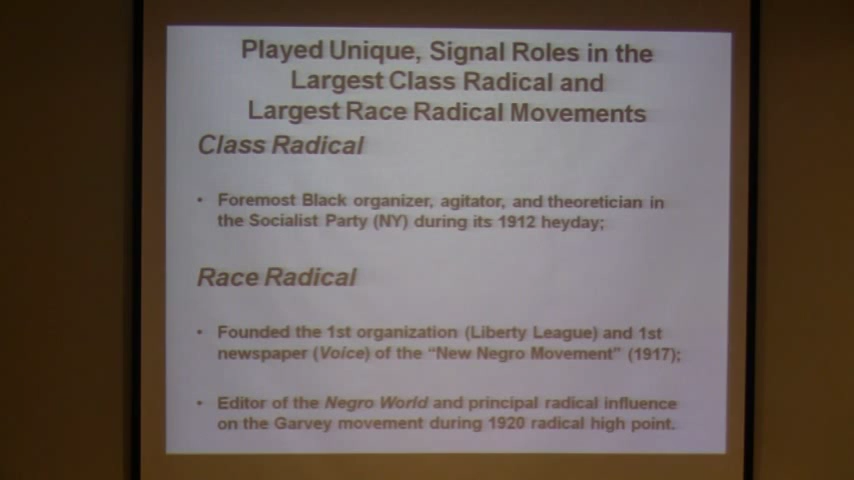 Played Unique, Signal Roles in the
Largest Class Radical and
Largest Race Radical Movements
Class Radical
• Foremost Black organizer, agitator, and theoretician in
the Socialist Party (NY) during its 1912 heyday;
Race Radical
• Founded the 1st organization (Liberty League) and 1st
newspaper (Voice) of the “New Negro Movement” (1917);
• Editor of the Negro World and principal radical influence
on the Garvey movement during 1920 radical high point.